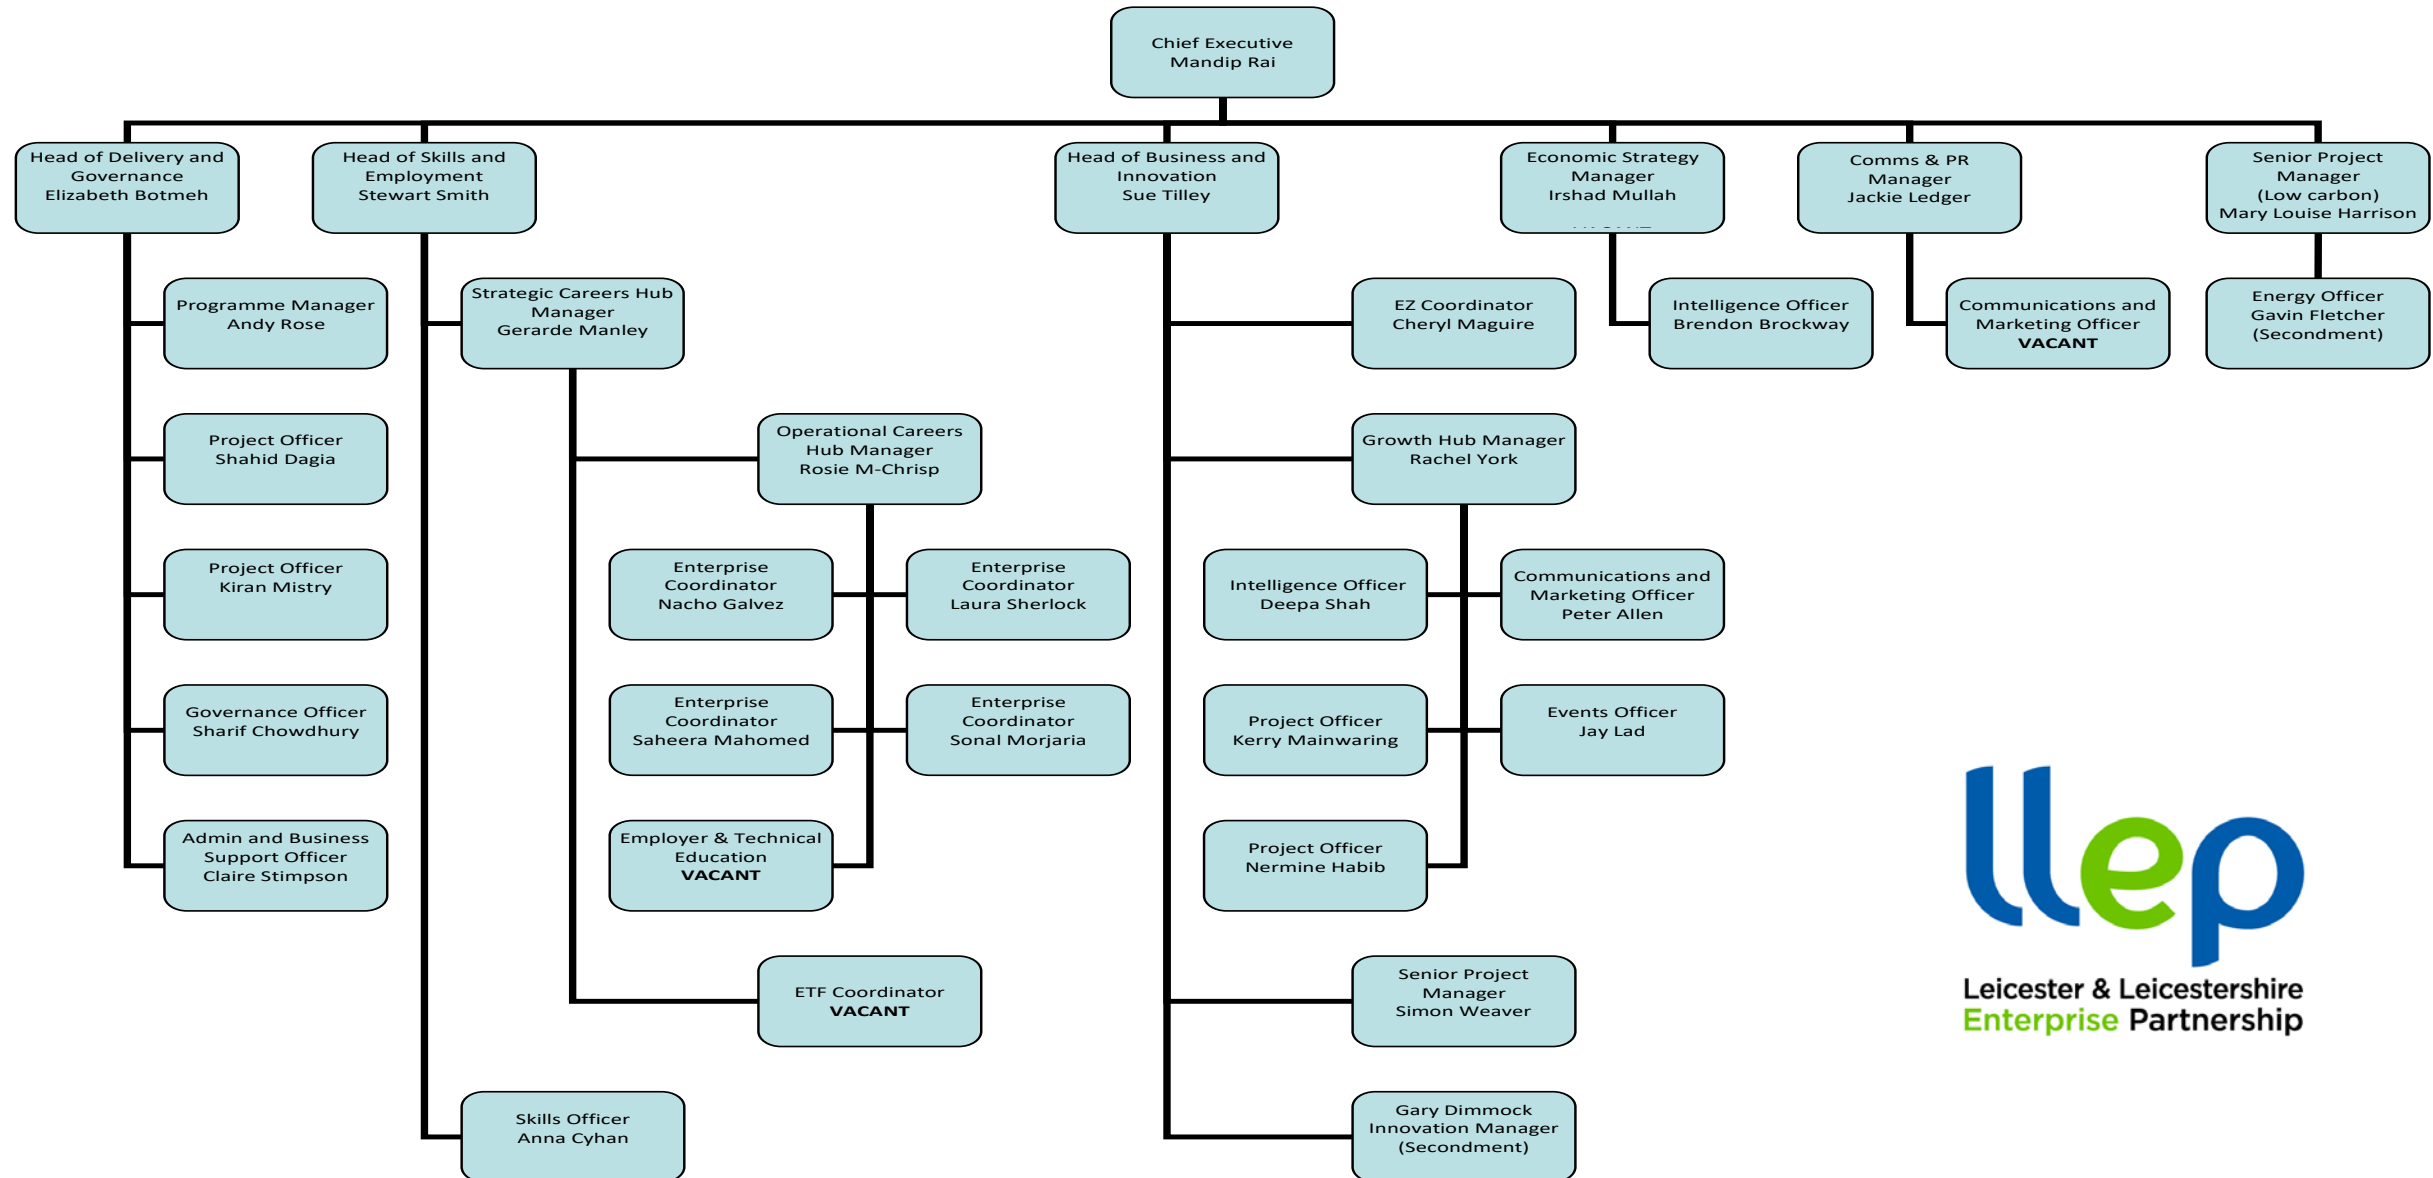 Chief Executive
Mandip Rai
Head of Delivery and
Governance
Elizabeth Botmeh
Head of Skills and
Employment
Stewart Smith
Head of Business and
Innovation
Sue Tilley
Economic Strategy
Manager
Irshad Mullah
Comms & PR
Manager
Jackie Ledger
Senior Project
Manager
(Low carbon)
Mary Louise Harrison
Programme Manager
Andy Rose
Strategic Careers Hub
Manager
Gerarde Manley
EZ Coordinator
Cheryl Maguire
Intelligence Officer
Brendon Brockway
Communications and
Marketing Officer
VACANT
Energy Officer
Gavin Fletcher
(Secondment)
Project Officer
Shahid Dagia
Operational Careers
Hub Manager
Rosie M-Chrisp
Growth Hub Manager
Rachel York
Project Officer
Kiran Mistry
Enterprise
Coordinator
Nacho Galvez
Enterprise
Coordinator
Laura Sherlock
Intelligence Officer
Deepa Shah
Communications and
Marketing Officer
Peter Allen
Governance Officer
Sharif Chowdhury
Enterprise
Coordinator
Saheera Mahomed
Enterprise
Coordinator
Sonal Morjaria
Project Officer
Kerry Mainwaring
Events Officer
Jay Lad
Admin and Business
Support Officer
Claire Stimpson
Employer & Technical
Education
VACANT
Project Officer
Nermine Habib
ETF Coordinator
VACANT
Senior Project
Manager
Simon Weaver
Skills Officer
Anna Cyhan
Gary Dimmock
Innovation Manager
(Secondment)
llep
Leicester & Leicestershire
Enterprise Partnership